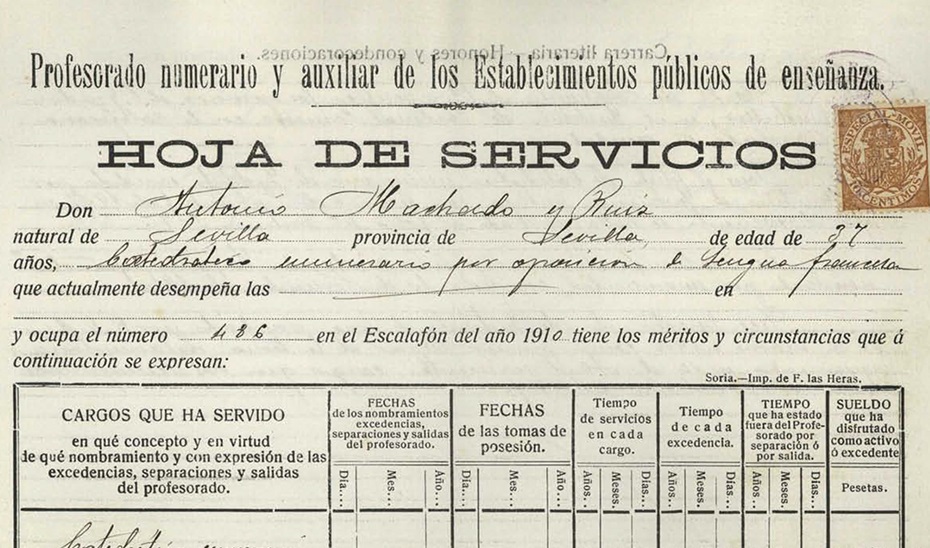 Carrera literaria.—Honores y condecoraciones.
Profesorado numerario y auxiliar de los Establecimientos públicos de enseñanza.
HOJA DE SERVICIOS
ESPECIAL MOVIL
10 CENTIMOS
Don Antonio Machado y Ruiz
natural de Sevilla provincia de Sevilla, de edad de 37
años, Catedratico numerario por oposicion de Lengua francesa
que actualmente desempeña las en
y ocupa el número 436 en el Escalafón del año 1910 tiene los méritos y circunstancias que á
continuación se expresan:
Soria.—Imp. de F. las Heras.
CARGOS QUE HA SERVIDO
en qué concepto y en virtud
de qué nombramiento y con expresión de las
excedencias, separaciones y salidas
del profesorado.
FECHAS
de los nombramientos
excedencias,
separaciones y salidas
del profesorado.
Día...
Mes...
Año...
FECHAS
de las tomas de
posesión.
Día...
Mes...
Año...
Tiempo
de servicios
en cada
cargo.
Años...
Meses...
Días...
Tiempo
de cada
excedencia.
Años...
Meses...
Días...
TIEMPO
que ha estado
fuera del Profe-
sorado por
separación ó
por salida.
Años...
Meses...
Días...
SUELDO
que ha
disfrutado
como activo
ó excedente
Pesetas.